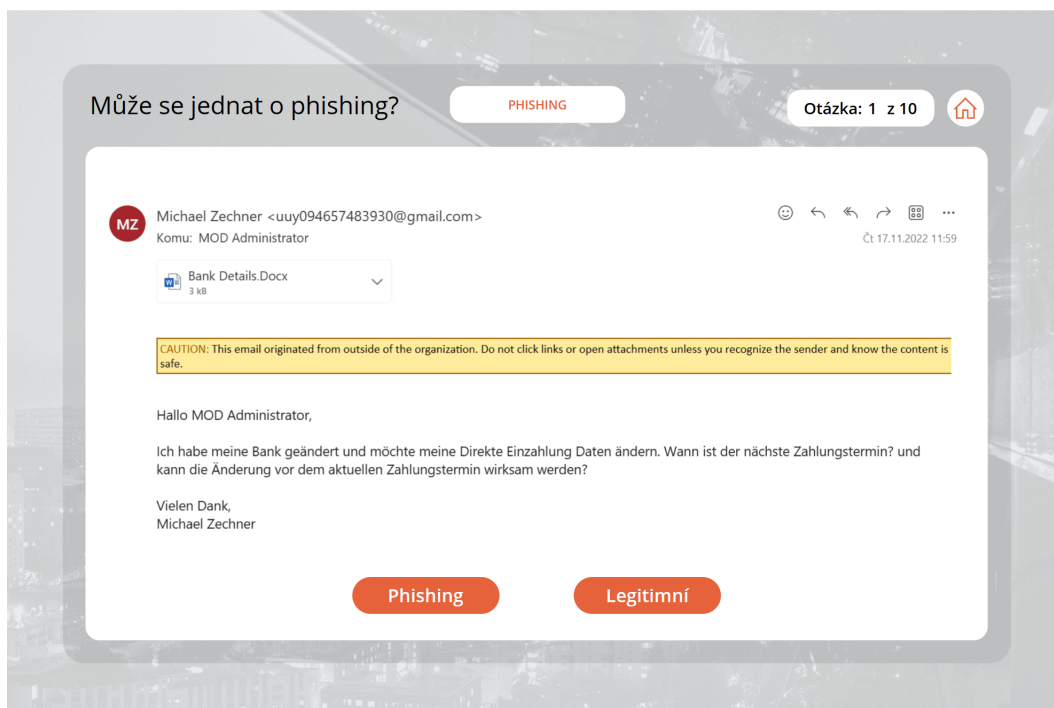 Může se jednat o phishing?
PHISHING
Otázka: 1 z 10
MZ
Michael Zechner <uuy094657483930@gmail.com>
Komu: MOD Administrator
Čt 17.11.2022 11:59
Bank Details.Docx
3 kB
CAUTION: This email originated from outside of the organization. Do not click links or open attachments unless you recognize the sender and know the content is
safe.
Hallo MOD Administrator,
Ich habe meine Bank geändert und möchte meine Direkte Einzahlung Daten ändern. Wann ist der nächste Zahlungstermin? und
kann die Änderung vor dem aktuellen Zahlungstermin wirksam werden?
Vielen Dank,
Michael Zechner
Phishing
Legitimní